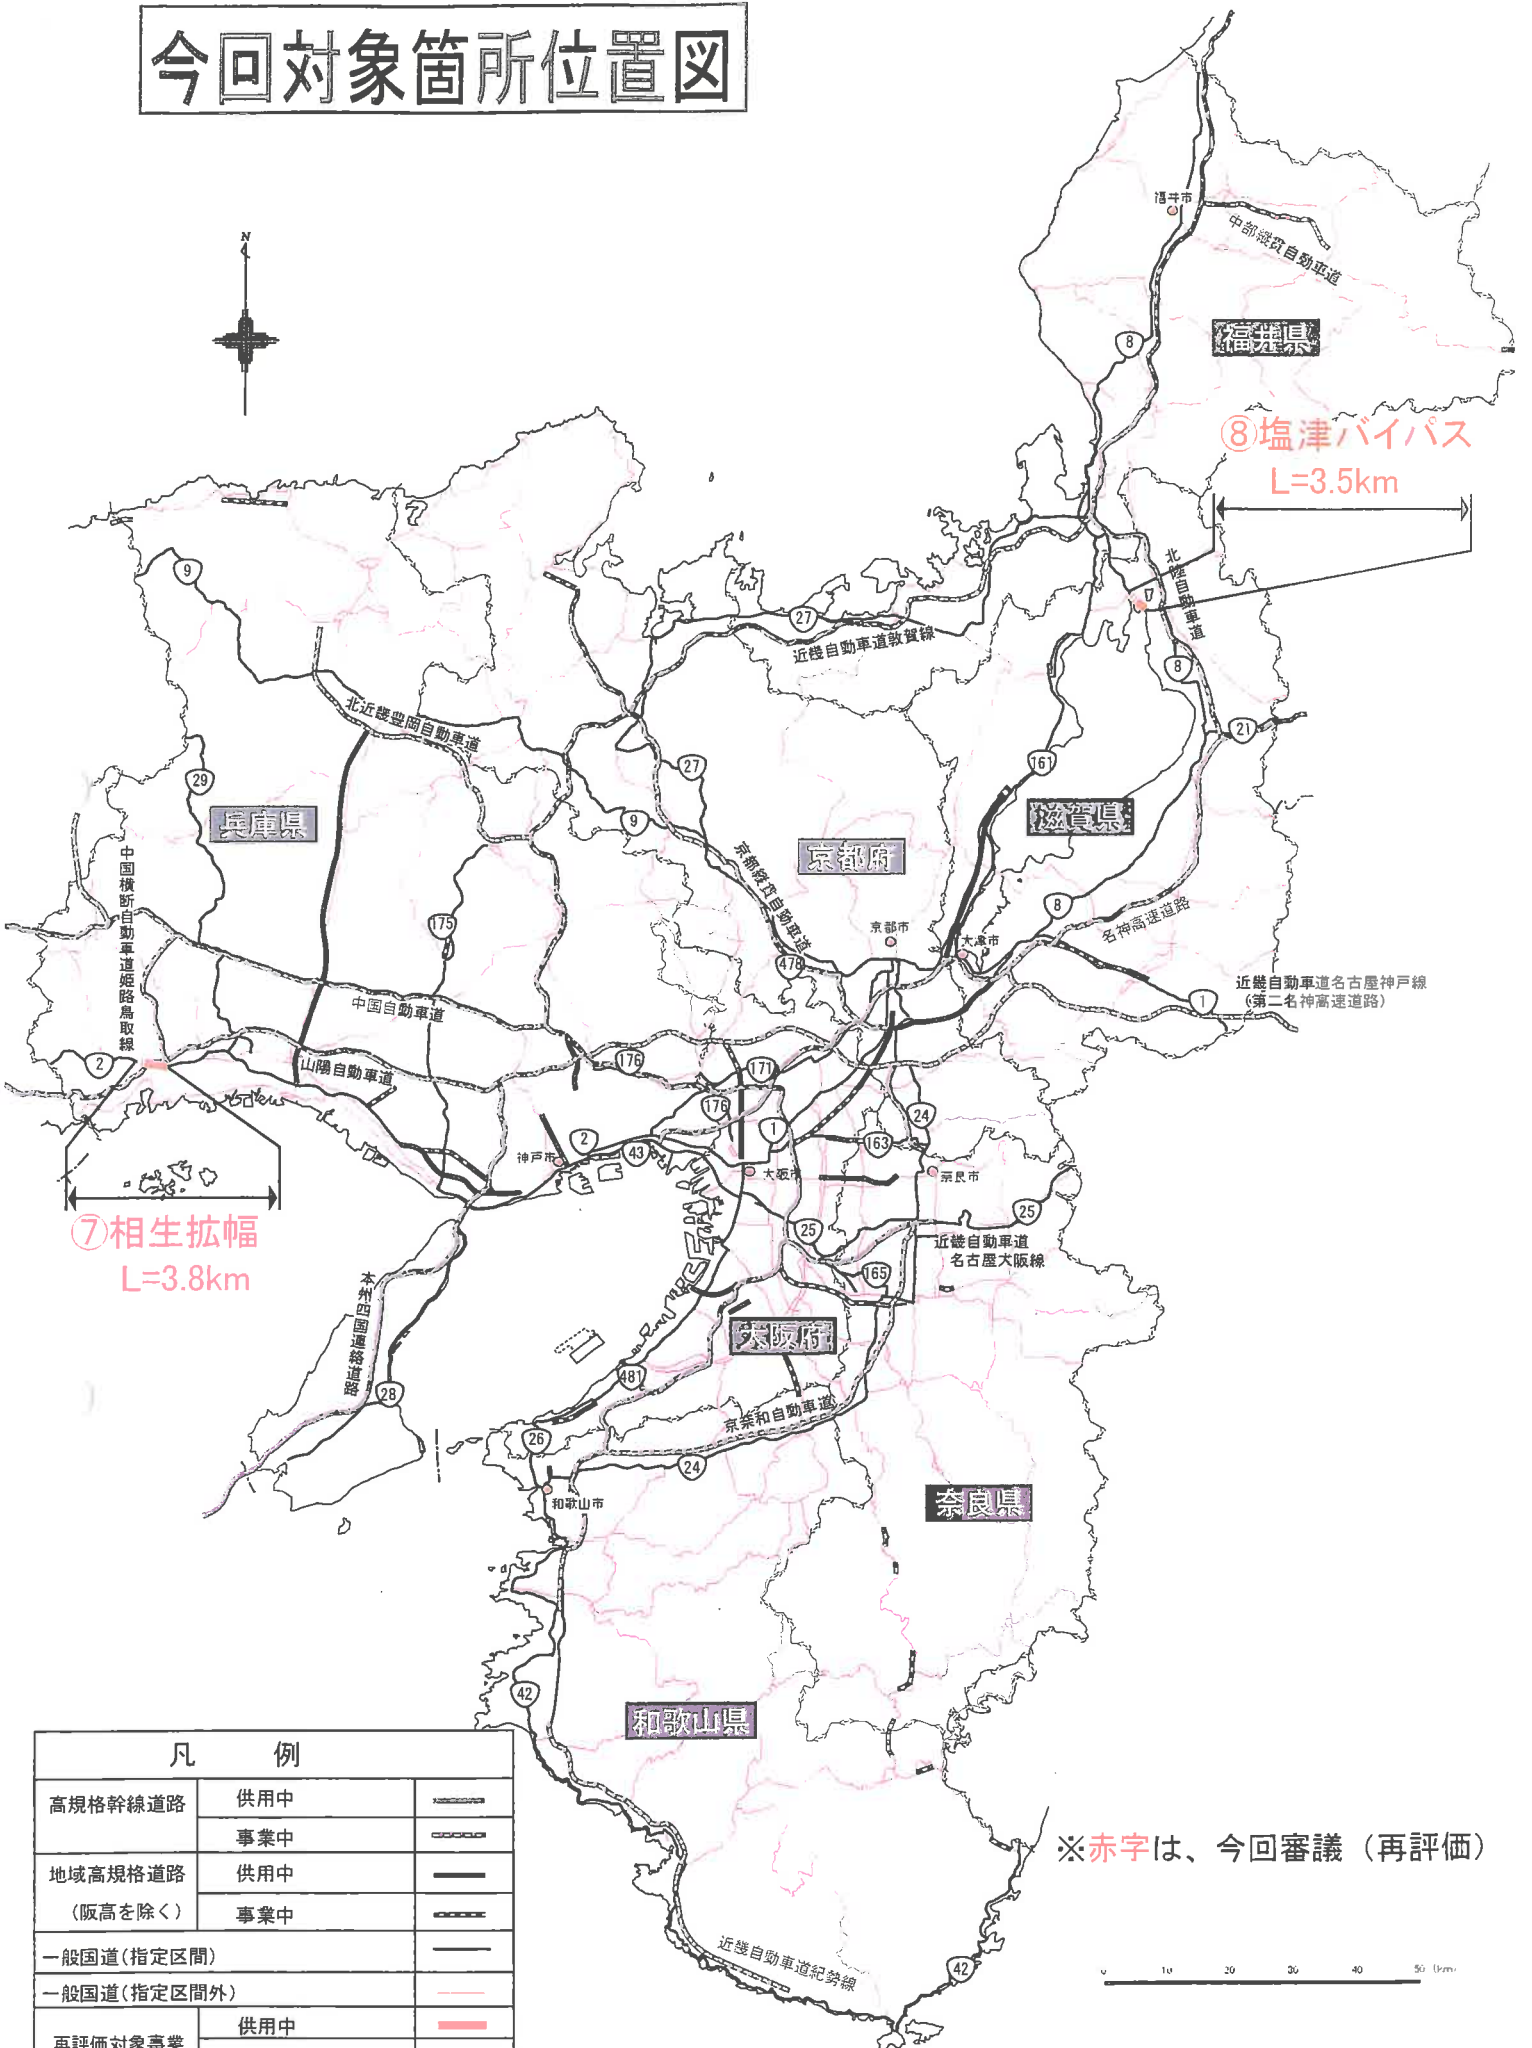 今回対象箇所位置図
N
福井市
中部縦貫自動車道
8
福井県
⑧塩津バイパス
L=3.5km
北陸自動車道
9
27
近畿自動車道敦賀線
8
21
北近畿豊岡自動車道
29
27
161
兵庫県
9
滋賀県
京都府
中国横断自動車道姫路鳥取線
京都縦貫自動車道
175
8
名神高速道路
京都市
大津市
478
近畿自動車道名古屋神戸線
(第二名神高速道路)
1
中国自動車道
2
山陽自動車道
176
171
176
1
24
163
神戸市
2
43
大阪市
奈良市
⑦相生拡幅
L=3.8km
25
25
近畿自動車道
名古屋大阪線
165
本州四国連絡道路
大阪府
28
481
京奈和自動車道
26
24
和歌山市
奈良県
42
和歌山県
凡 例
高規格幹線道路
供用中
事業中
地域高規格道路
(阪高を除く)
供用中
事業中
一般国道(指定区間)
一般国道(指定区間外)
再評価対象事業
供用中
※赤字は、今回審議（再評価）
近畿自動車道紀勢線
42
0 10 20 30 40 50 (km)